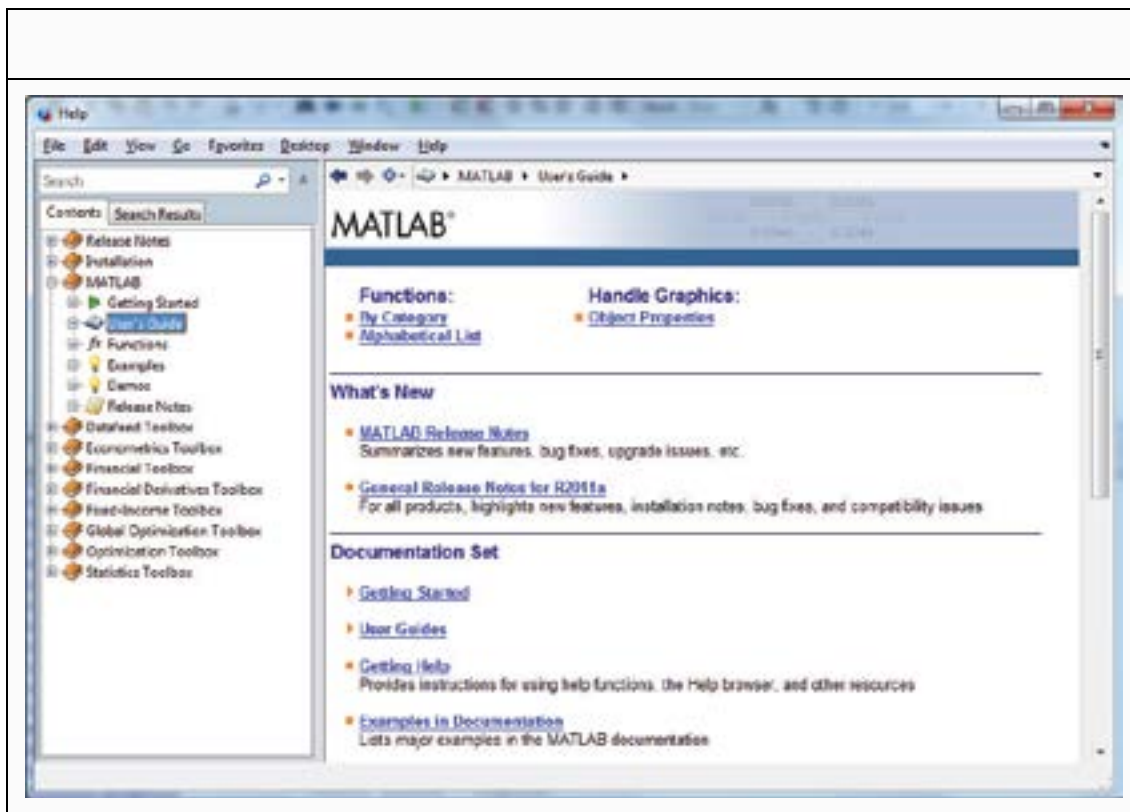 Help
File Edit View Go Favorites Desktop Window Help
Search
MATLAB User's Guide
Contents Search Results
Release Notes
Installation
MATLAB
Getting Started
User's Guide
fx Functions
Examples
Demos
Release Notes
Datafeed Toolbox
Econometrics Toolbox
Financial Toolbox
Financial Derivatives Toolbox
Fixed-Income Toolbox
Global Optimization Toolbox
Optimization Toolbox
Statistics Toolbox
MATLAB®
Functions:
By Category
Alphabetical List
Handle Graphics:
Object Properties
What's New
MATLAB Release Notes
Summarizes new features, bug fixes, upgrade issues, etc.
General Release Notes for R2011a
For all products, highlights new features, installation notes, bug fixes, and compatibility issues
Documentation Set
Getting Started
User Guides
Getting Help
Provides instructions for using help functions, the Help browser, and other resources
Examples in Documentation
Lists major examples in the MATLAB documentation